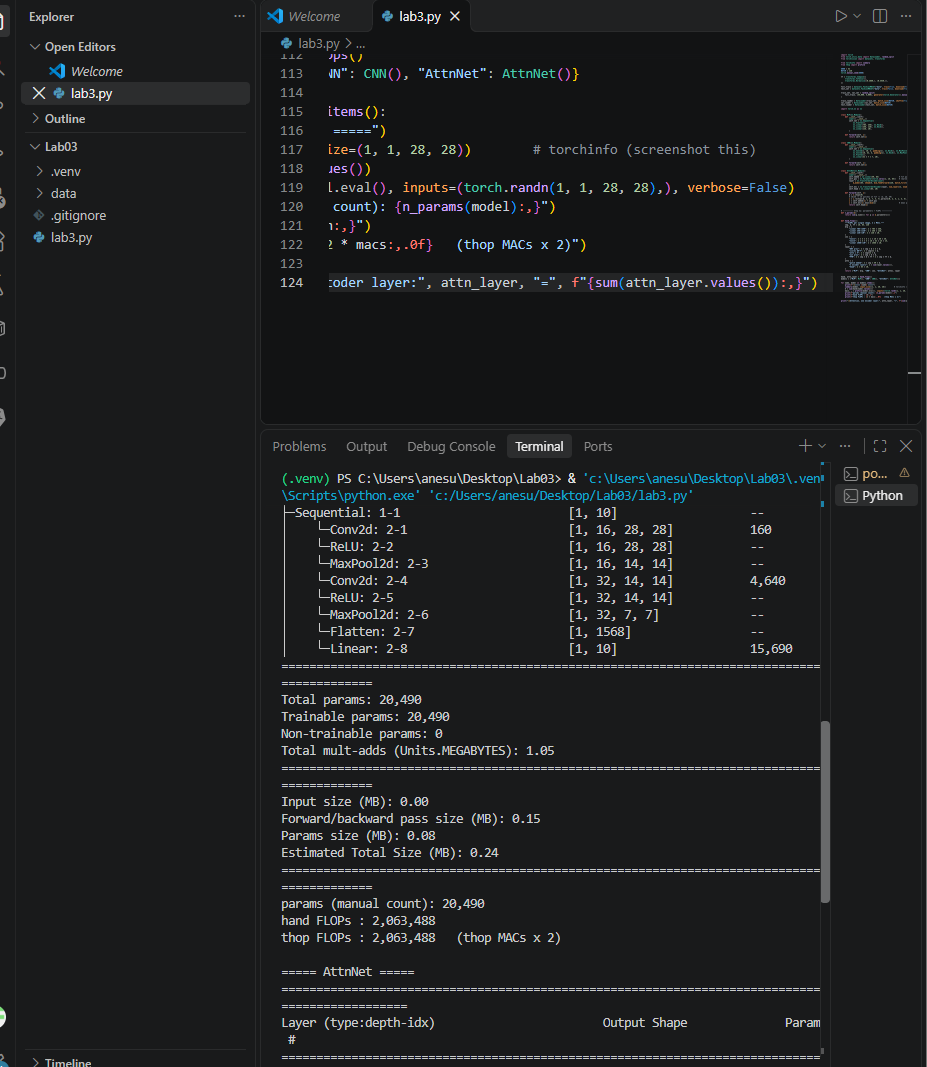 Explorer
Open Editors
Welcome
lab3.py
Outline
Lab03
.venv
data
.gitignore
lab3.py
Timeline
Welcome
lab3.py
lab3.py > ...
112 ops()
113 NN": CNN(), "AttnNet": AttnNet()}
114
115 items():
116 =====")
117 ize=(1, 1, 28, 28)) # torchinfo (screenshot this)
118 ues())
119 l.eval(), inputs=(torch.randn(1, 1, 28, 28),), verbose=False)
120 count): {n_params(model):,}")
121 n:,}")
122 2 * macs:,.0f} (thop MACs x 2)")
123
124 coder layer:", attn_layer, "=", f"{sum(attn_layer.values()):,}")
Problems Output Debug Console Terminal Ports
po...
Python
(.venv) PS C:\Users\anesu\Desktop\Lab03> & 'c:\Users\anesu\Desktop\Lab03\.ven
\Scripts\python.exe' 'c:/Users/anesu/Desktop/Lab03/lab3.py'
├─Sequential: 1-1 [1, 10] --
└─Conv2d: 2-1 [1, 16, 28, 28] 160
└─ReLU: 2-2 [1, 16, 28, 28] --
└─MaxPool2d: 2-3 [1, 16, 14, 14] --
└─Conv2d: 2-4 [1, 32, 14, 14] 4,640
└─ReLU: 2-5 [1, 32, 14, 14] --
└─MaxPool2d: 2-6 [1, 32, 7, 7] --
└─Flatten: 2-7 [1, 1568] --
└─Linear: 2-8 [1, 10] 15,690
=============================================================================
=============
Total params: 20,490
Trainable params: 20,490
Non-trainable params: 0
Total mult-adds (Units.MEGABYTES): 1.05
=============================================================================
=============
Input size (MB): 0.00
Forward/backward pass size (MB): 0.15
Params size (MB): 0.08
Estimated Total Size (MB): 0.24
=============================================================================
=============
params (manual count): 20,490
hand FLOPs : 2,063,488
thop FLOPs : 2,063,488 (thop MACs x 2)
===== AttnNet =====
=============================================================================
==================
Layer (type:depth-idx) Output Shape Param
#
=============================================================================